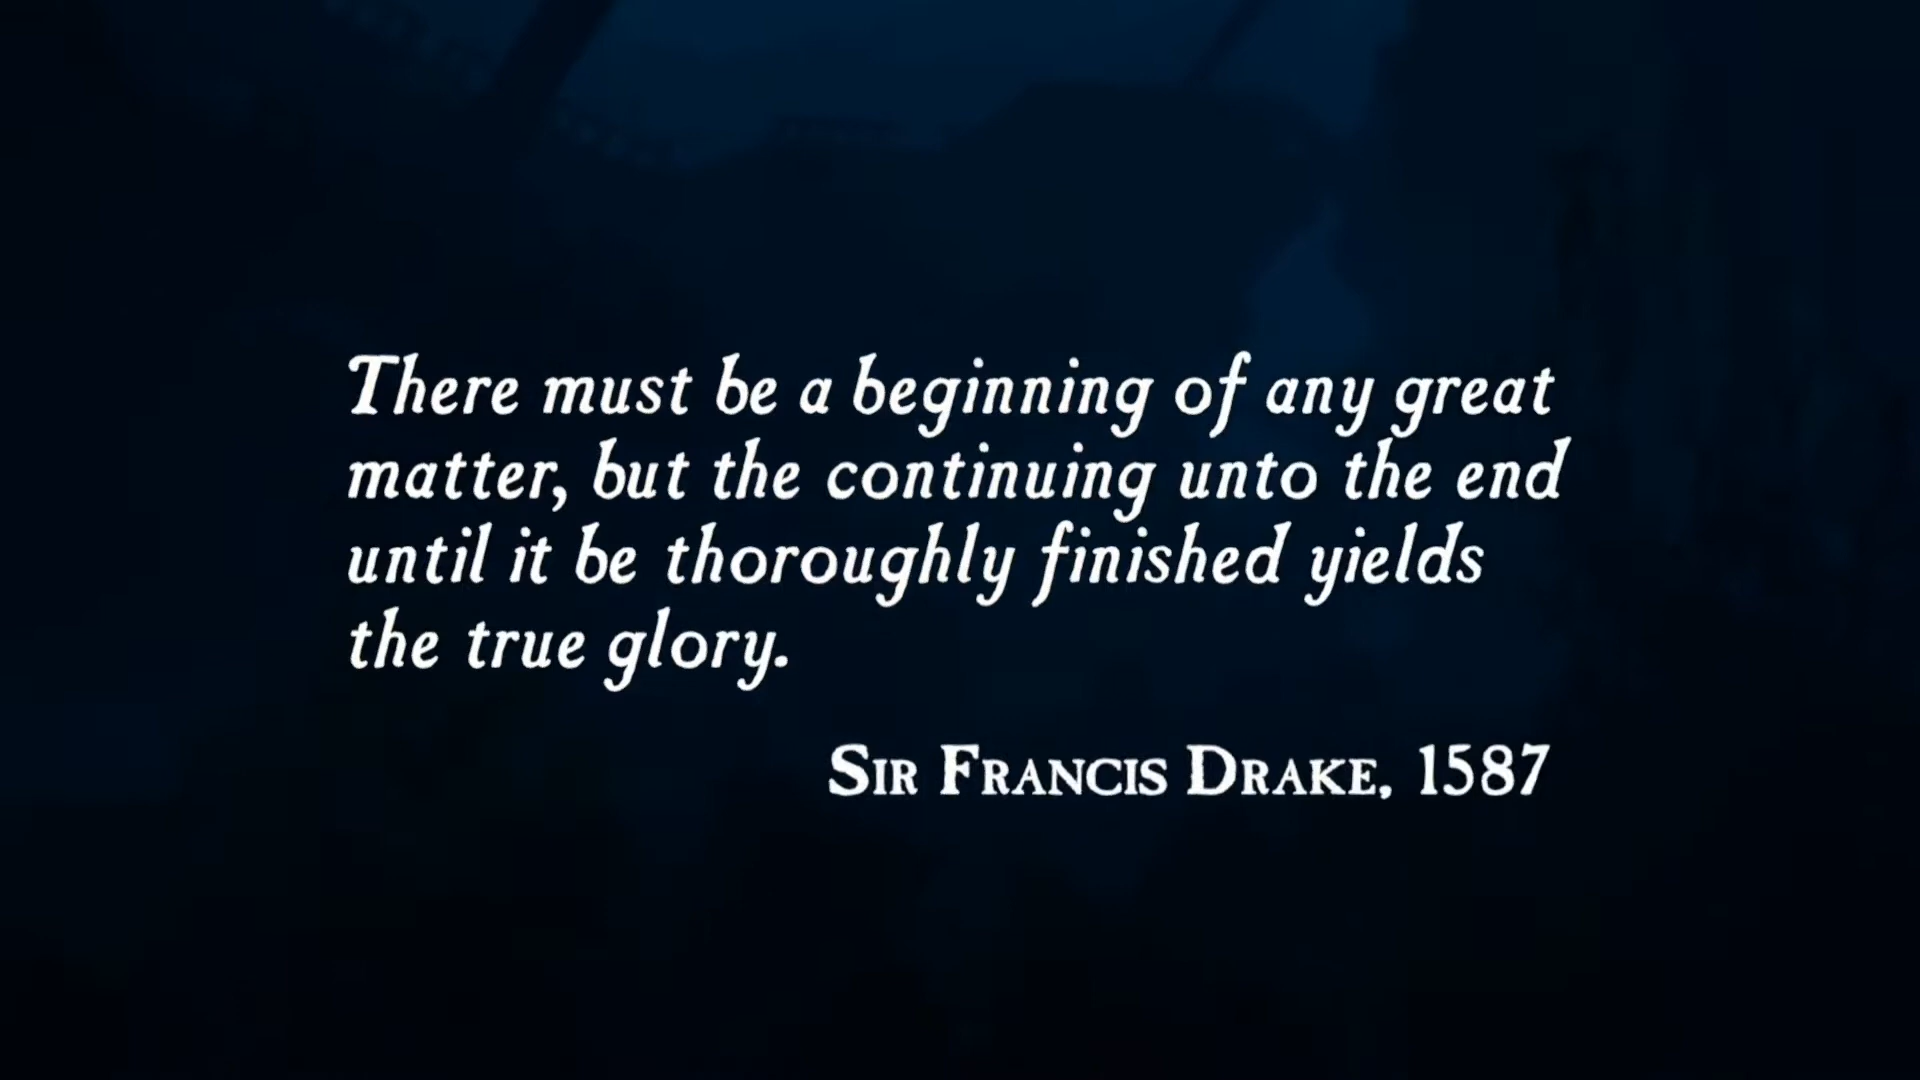 There must be a beginning of any great
matter, but the continuing unto the end
until it be thoroughly finished yields
the true glory.
Sir Francis Drake, 1587